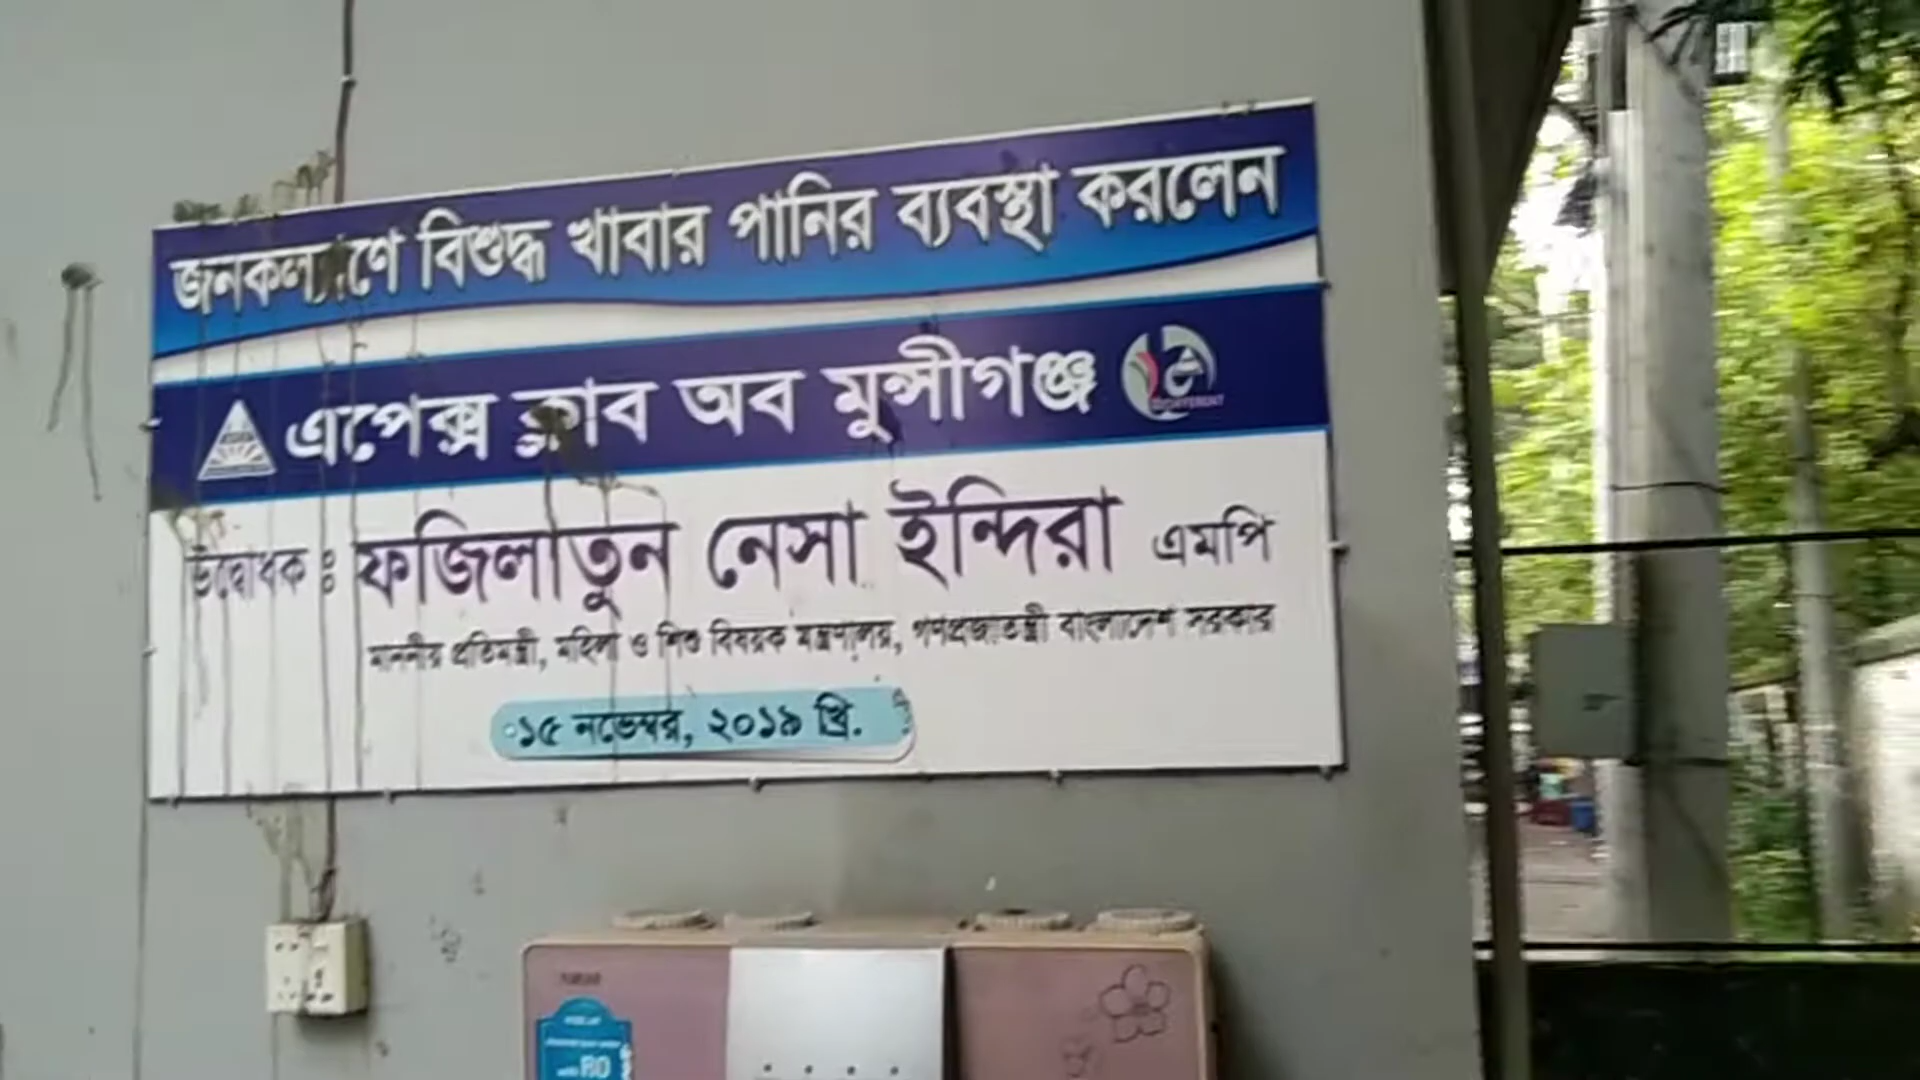 জনকল্যাণে বিশুদ্ধ খাবার পানির ব্যবস্থা করলেন
এপেক্স ক্লাব অব মুন্সীগঞ্জ
উদ্বোধক ঃ ফজিলাতুন নেসা ইন্দিরা এমপি
মাননীয় প্রতিমন্ত্রী, মহিলা ও শিশু বিষয়ক মন্ত্রণালয়, গণপ্রজাতন্ত্রী বাংলাদেশ সরকার
১৫ নভেম্বর, ২০১৯ খ্রি.
RO